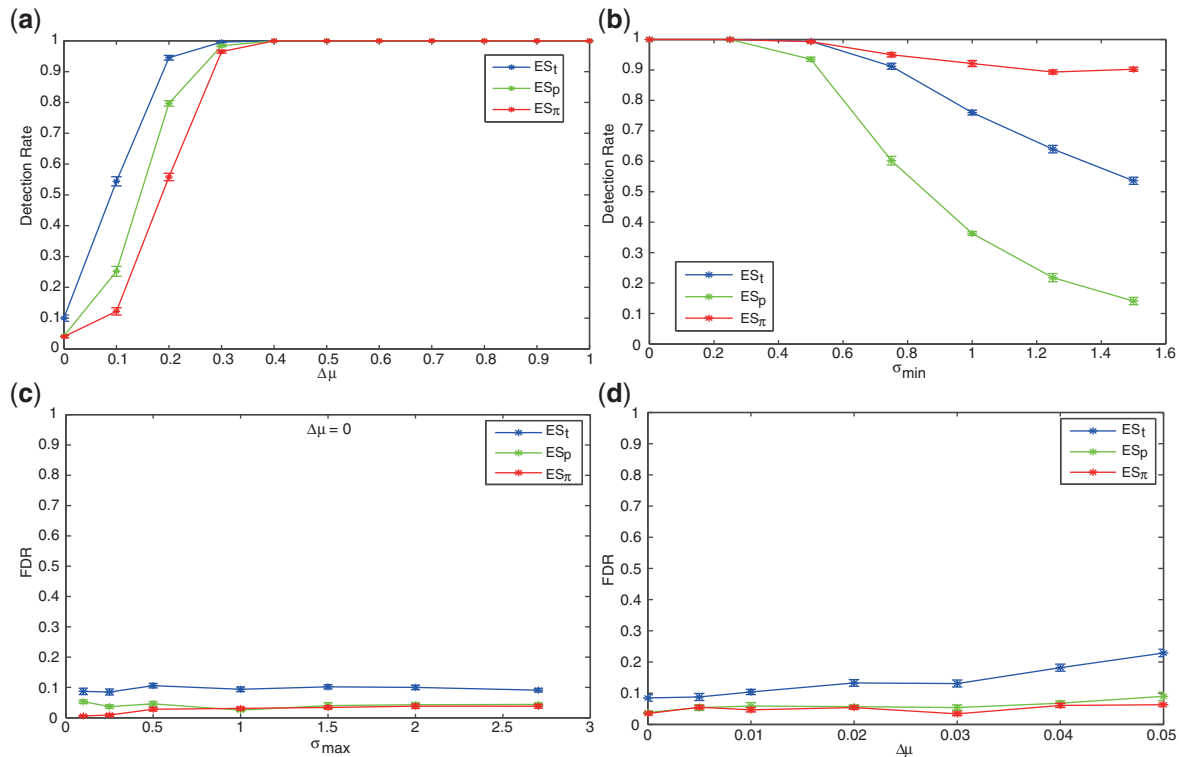 (a)
1
0.9
0.8
0.7
0.6
0.5
0.4
0.3
0.2
0.1
0
Detection Rate
0 0.1 0.2 0.3 0.4 0.5 0.6 0.7 0.8 0.9 1
Δμ
ESt
ESp
ESπ
(b)
1
0.9
0.8
0.7
0.6
0.5
0.4
0.3
0.2
0.1
0
Detection Rate
0 0.2 0.4 0.6 0.8 1 1.2 1.4 1.6
σmin
ESt
ESp
ESπ
(c)
1
0.9
0.8
0.7
0.6
0.5
0.4
0.3
0.2
0.1
0
FDR
0 0.5 1 1.5 2 2.5 3
σmax
Δμ = 0
ESt
ESp
ESπ
(d)
1
0.9
0.8
0.7
0.6
0.5
0.4
0.3
0.2
0.1
0
FDR
0 0.01 0.02 0.03 0.04 0.05
Δμ
ESt
ESp
ESπ